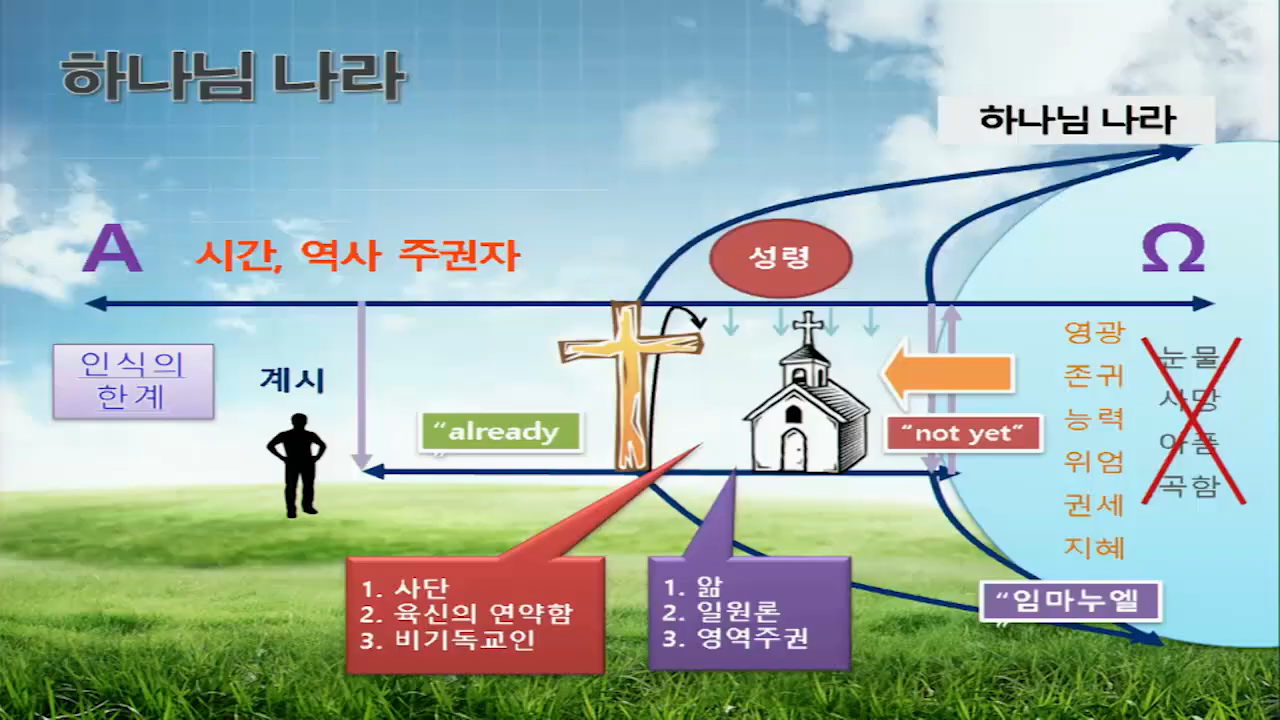 하나님 나라
하나님 나라
Α
시간, 역사 주권자
성령
Ω
인식의
한계
계시
“already
”
“not yet”
영광
존귀
능력
위엄
권세
지혜
눈물
사망
아픔
곡함
1. 사단
2. 육신의 연약함
3. 비기독교인
1. 앎
2. 일원론
3. 영역주권
“임마누엘
”